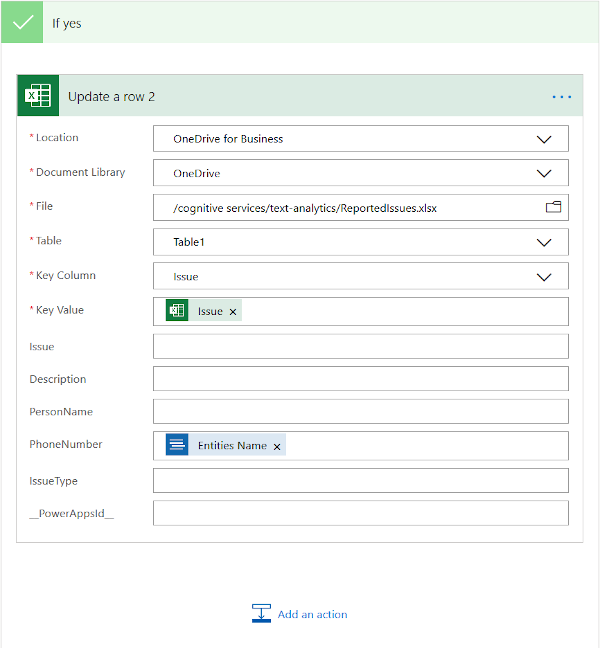 If yes
Update a row 2
* Location OneDrive for Business
* Document Library OneDrive
* File /cognitive services/text-analytics/ReportedIssues.xlsx
* Table Table1
* Key Column Issue
* Key Value Issue ×
Issue
Description
PersonName
PhoneNumber Entities Name ×
IssueType
__PowerAppsId__
Add an action